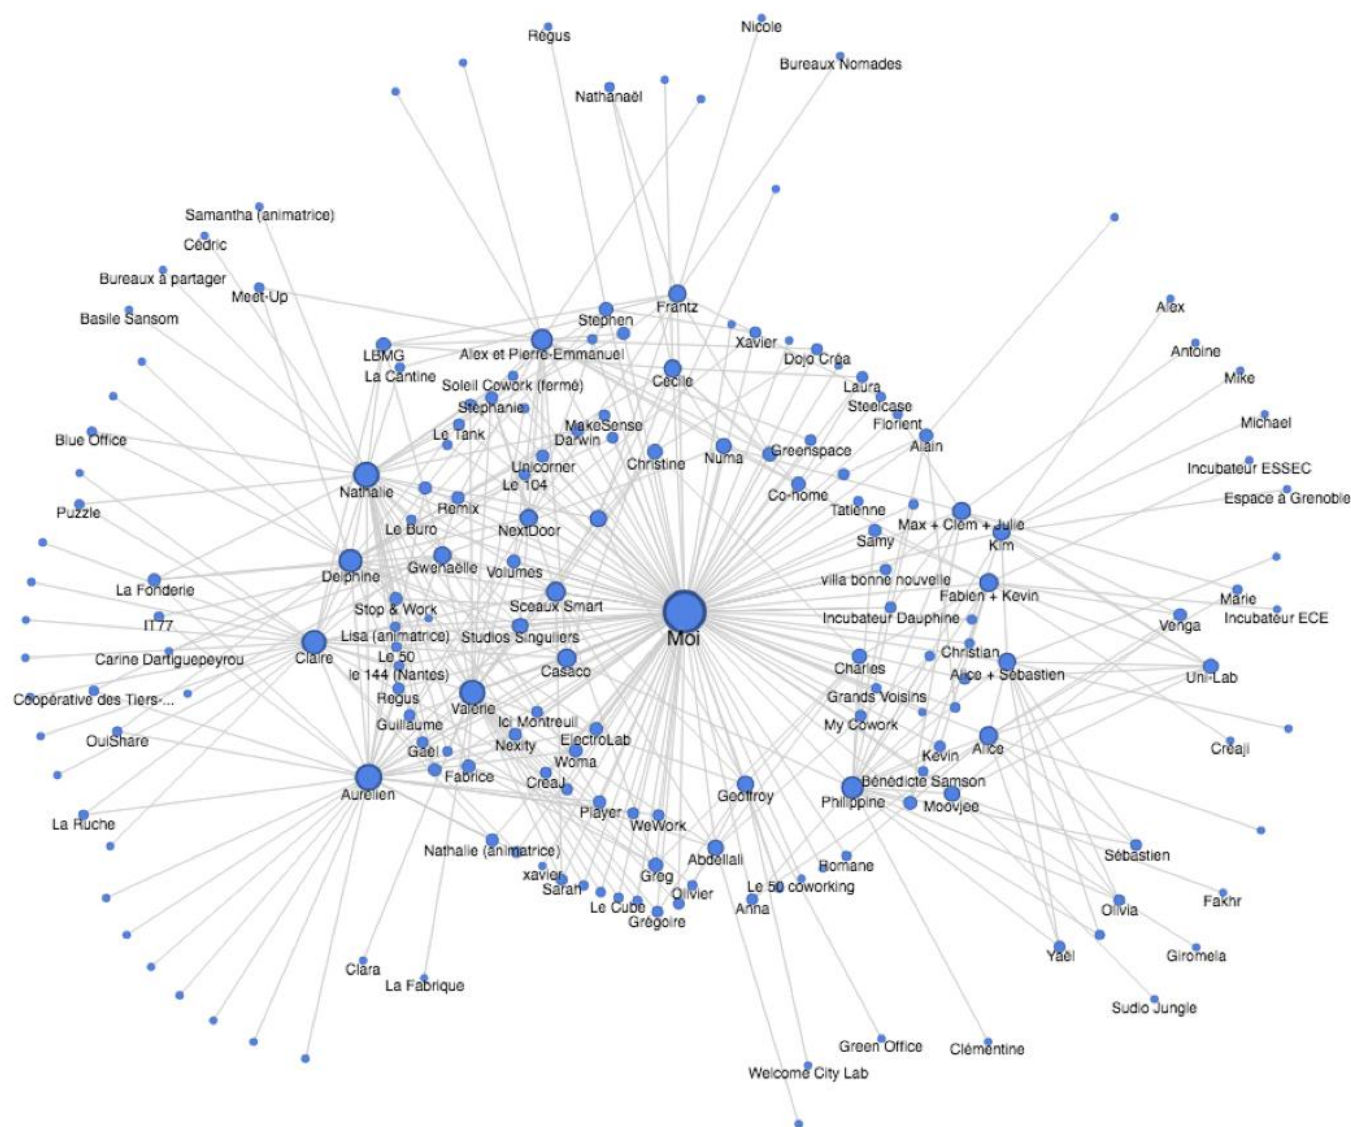 Regus
Nicole
Bureaux Nomades
Nathanaël
Samantha (animatrice)
Cédric
Bureaux à partager
Meet-Up
Basile Sansom
Alex
Frantz
Stephen
Xavier
LBMG
Alex et Pierre-Emmanuel
Dojo Créa
Antoine
La Cantine
Cécile
Mike
Soleil Cowork (fermé)
Laura
Stéphanie
Steelcase
Michael
MakeSense
Florient
Le Tank
Darwin
Blue Office
Alain
Greenspace
Numa
Christine
Unicorner
Incubateur ESSEC
Le 104
Nathalie
Co-home
Espace à Grenoble
Remix
Tatienne
Puzzle
Le Buro
NextDoor
Max + Clem + Julie
Samy
Kim
Gwenaëlle
Volumes
Delphine
villa bonne nouvelle
La Fonderie
Fabien + Kevin
Marie
Stop & Work
Sceaux Smart
Incubateur Dauphine
Incubateur ECE
IT77
Venga
Lisa (animatrice)
Studios Singuliers
Moi
Christian
Carine Dartiguepeyrou
Claire
Le 50
Casaco
Charles
le 144 (Nantes)
Alice + Sébastien
Uni-Lab
Coopérative des Tiers-...
Regus
Valérie
Grands Voisins
Guillaume
Ici Montreuil
My Cowork
OuiShare
ElectroLab
Gaël
Nexity
Kevin
Alice
Créaji
Woma
Fabrice
CreaJ
Bénédicte Samson
Aurélien
Geoffroy
Philippine
Moovjee
Player
WeWork
La Ruche
Nathalie (animatrice)
Abdellali
Sébastien
Romane
xavier
Greg
Sarah
Olivier
Le 50 coworking
Le Cube
Anna
Fakhr
Grégoire
Olivia
Yaël
Giromela
Clara
La Fabrique
Sudio Jungle
Green Office
Clémentine
Welcome City Lab